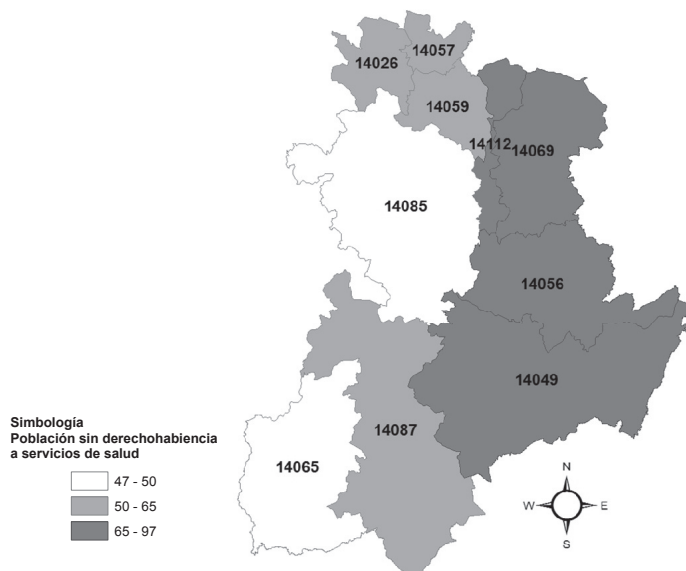 14057
14026
14059
14112
14069
14085
14056
14049
14087
14065
Simbología
Población sin derechohabiencia
a servicios de salud
47 - 50
50 - 65
65 - 97
N
W
E
S